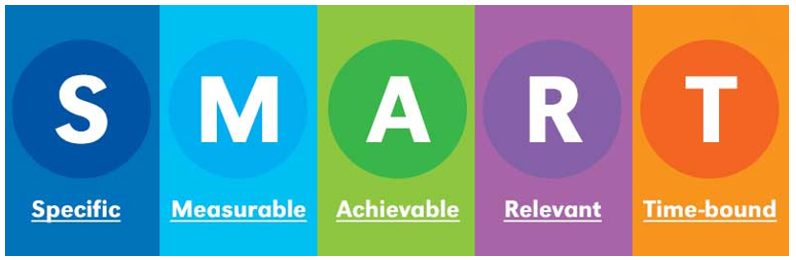 S M A R T
Specific Measurable Achievable Relevant Time-bound